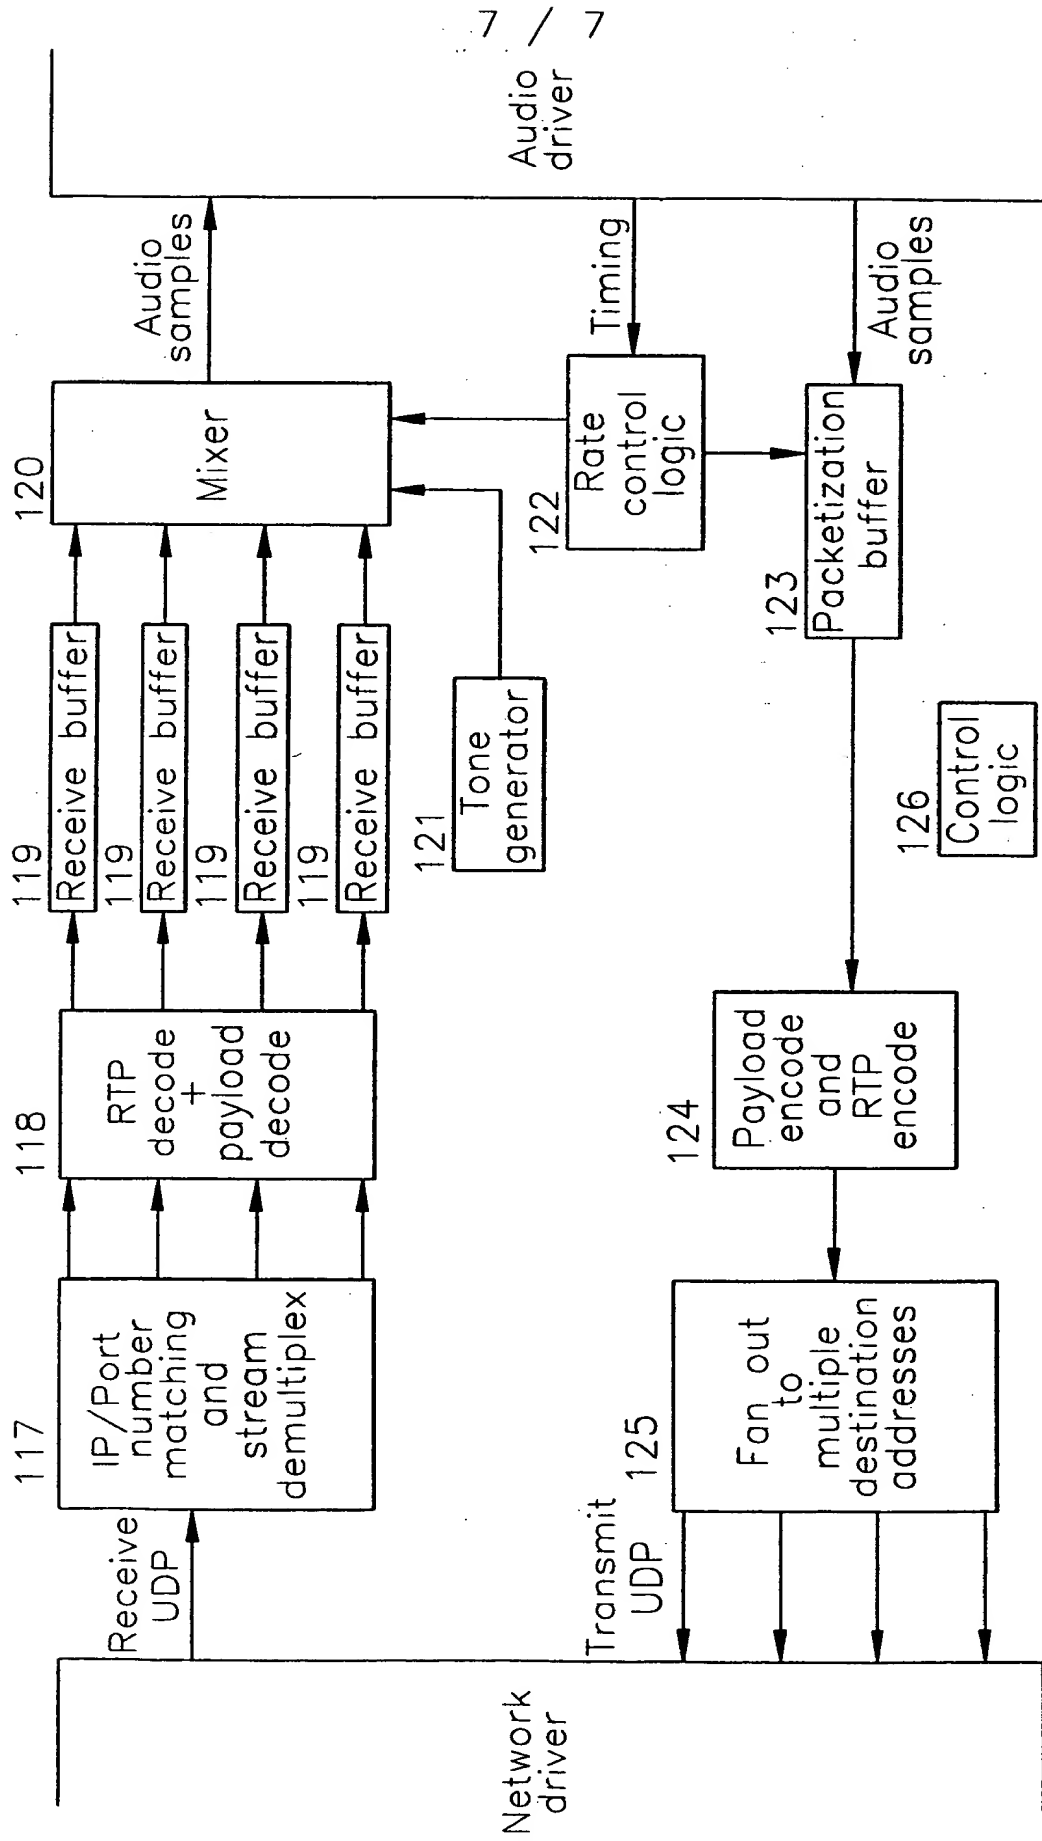 7 / 7
Network
driver
Receive
UDP
117
IP/Port
number
matching
and
stream
demultiplex
118
RTP
decode
+
payload
decode
119
Receive buffer
119
Receive buffer
119
Receive buffer
119
Receive buffer
120
Mixer
Audio
samples
Audio
driver
121
Tone
generator
122
Rate
control
logic
Timing
123
Packetization
buffer
Audio
samples
124
Payload
encode
and
RTP
encode
125
Fan out
to
multiple
destination
addresses
Transmit
UDP
126
Control
logic